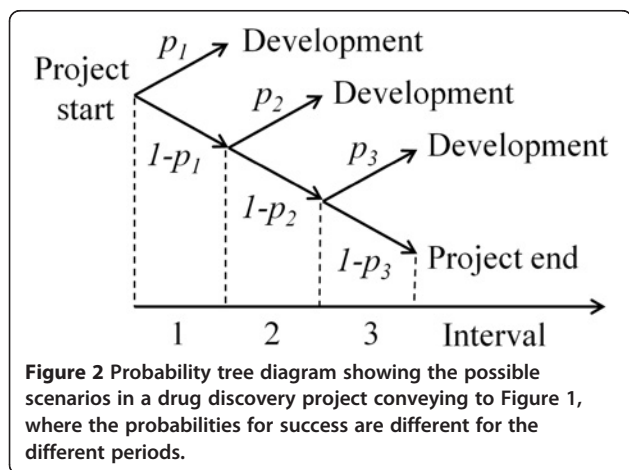 p1 Development
Project start
p2 Development
1-p1
p3 Development
1-p2
1-p3 Project end
1 2 3 Interval
Figure 2 Probability tree diagram showing the possible
scenarios in a drug discovery project conveying to Figure 1,
where the probabilities for success are different for the
different periods.